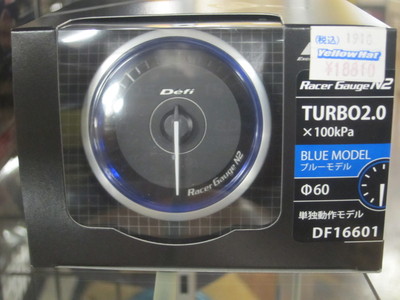 (税込)
Yellow Hat
Defi
Racer Gauge N2
Racer Gauge N2
TURBO2.0
×100kPa
BLUE MODEL
ブルーモデル
Φ60
単独動作モデル
DF16601